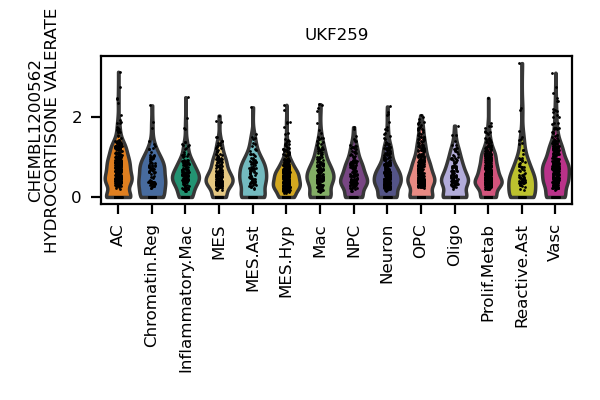 UKF259
CHEMBL1200562
HYDROCORTISONE VALERATE
2
0
AC
Chromatin.Reg
Inflammatory.Mac
MES
MES.Ast
MES.Hyp
Mac
NPC
Neuron
OPC
Oligo
Prolif.Metab
Reactive.Ast
Vasc